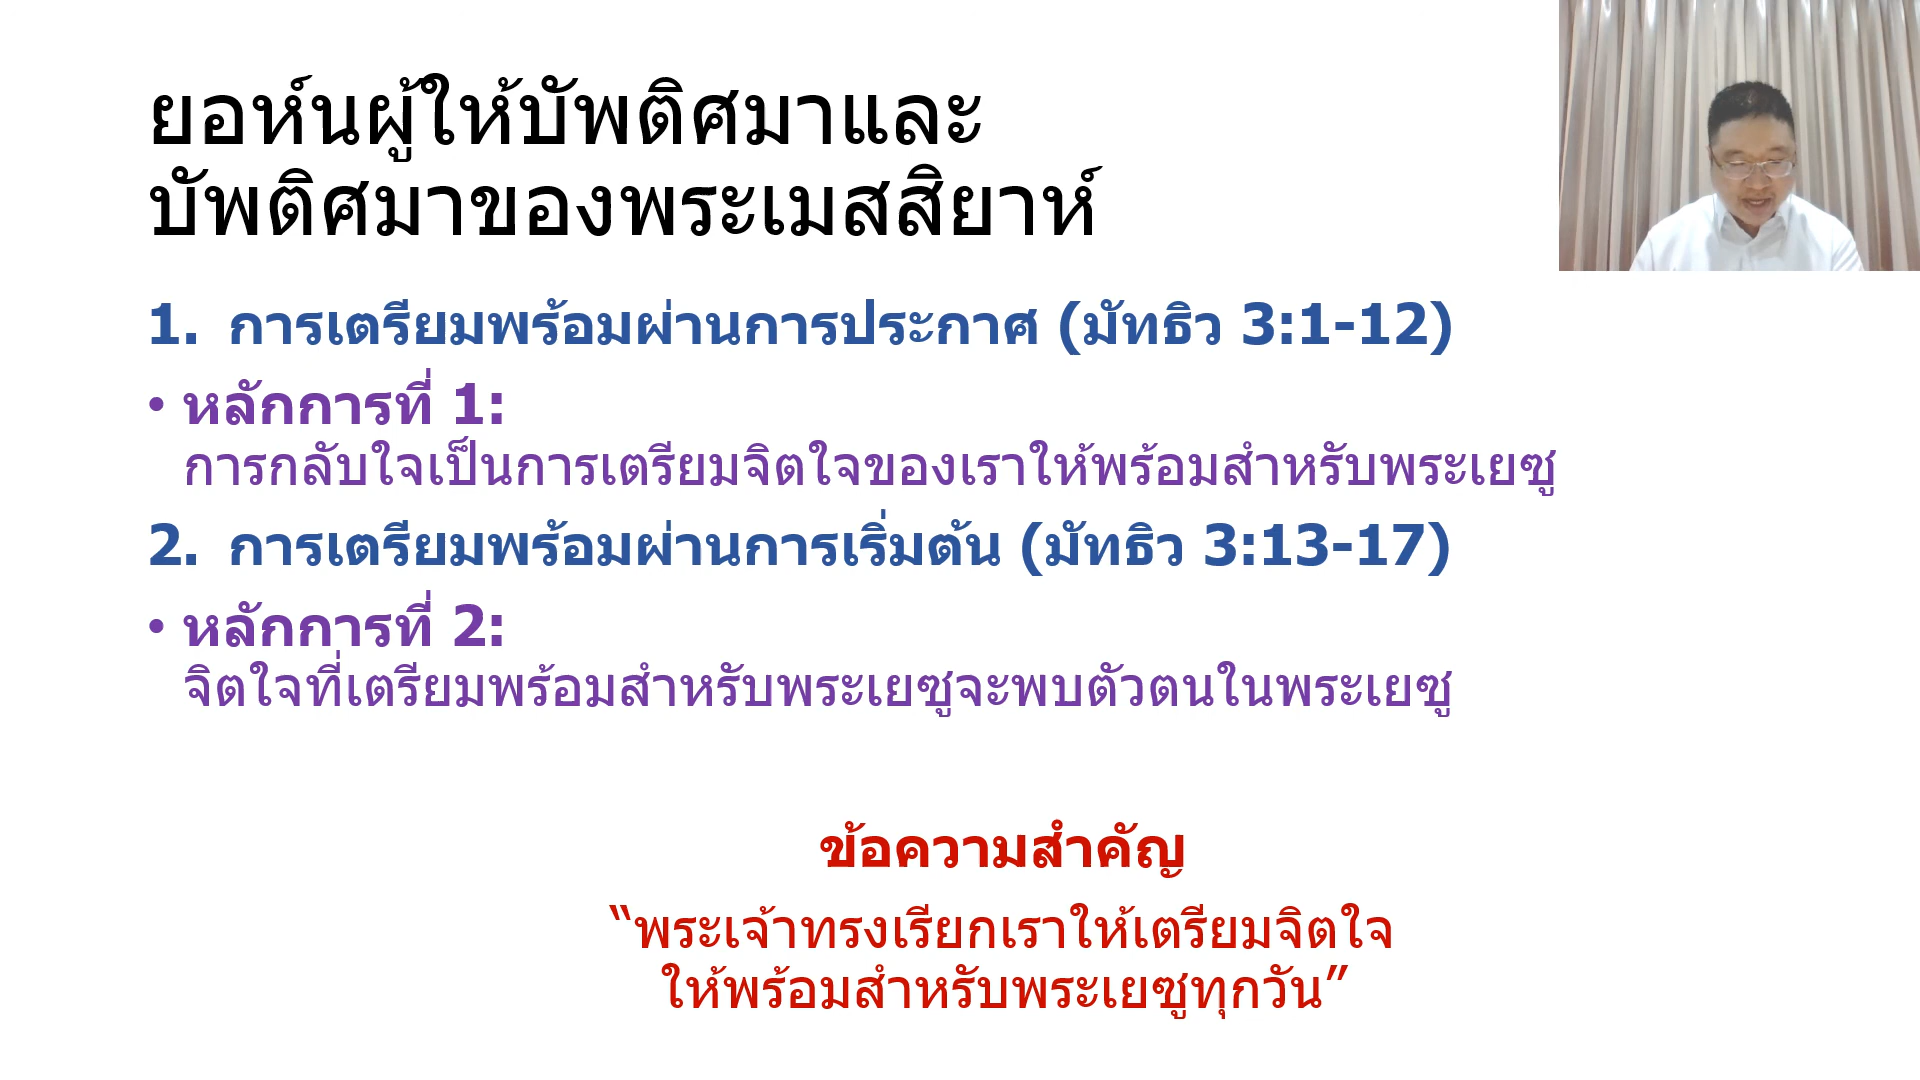 ยอห์นผู้ให้บัพติศมาและ
บัพติศมาของพระเมสสิยาห์
1. การเตรียมพร้อมผ่านการประกาศ (มัทธิว 3:1-12)
• หลักการที่ 1:
การกลับใจเป็นการเตรียมจิตใจของเราให้พร้อมสำหรับพระเยซู
2. การเตรียมพร้อมผ่านการเริ่มต้น (มัทธิว 3:13-17)
• หลักการที่ 2:
จิตใจที่เตรียมพร้อมสำหรับพระเยซูจะพบตัวตนในพระเยซู
ข้อความสำคัญ
“พระเจ้าทรงเรียกเราให้เตรียมจิตใจ
ให้พร้อมสำหรับพระเยซูทุกวัน”